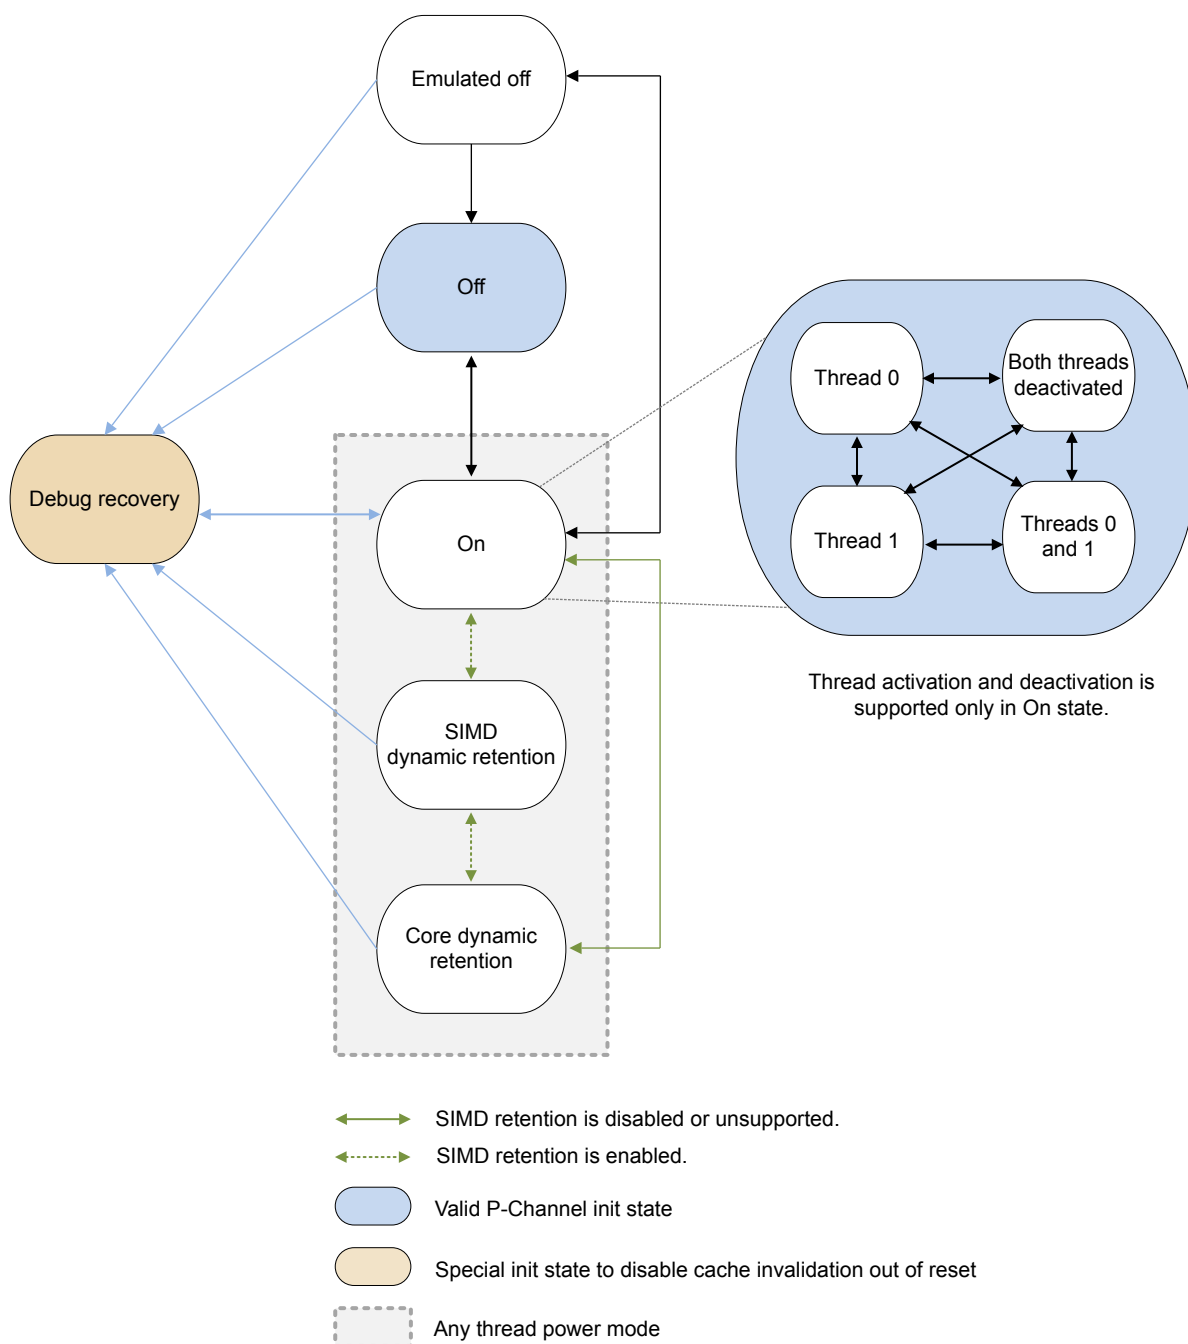 Emulated off
Off
Thread 0
Both threads
deactivated
Debug recovery
On
Thread 1
Threads 0
and 1
Thread activation and deactivation is
supported only in On state.
SIMD
dynamic retention
Core dynamic
retention
SIMD retention is disabled or unsupported.
SIMD retention is enabled.
Valid P-Channel init state
Special init state to disable cache invalidation out of reset
Any thread power mode